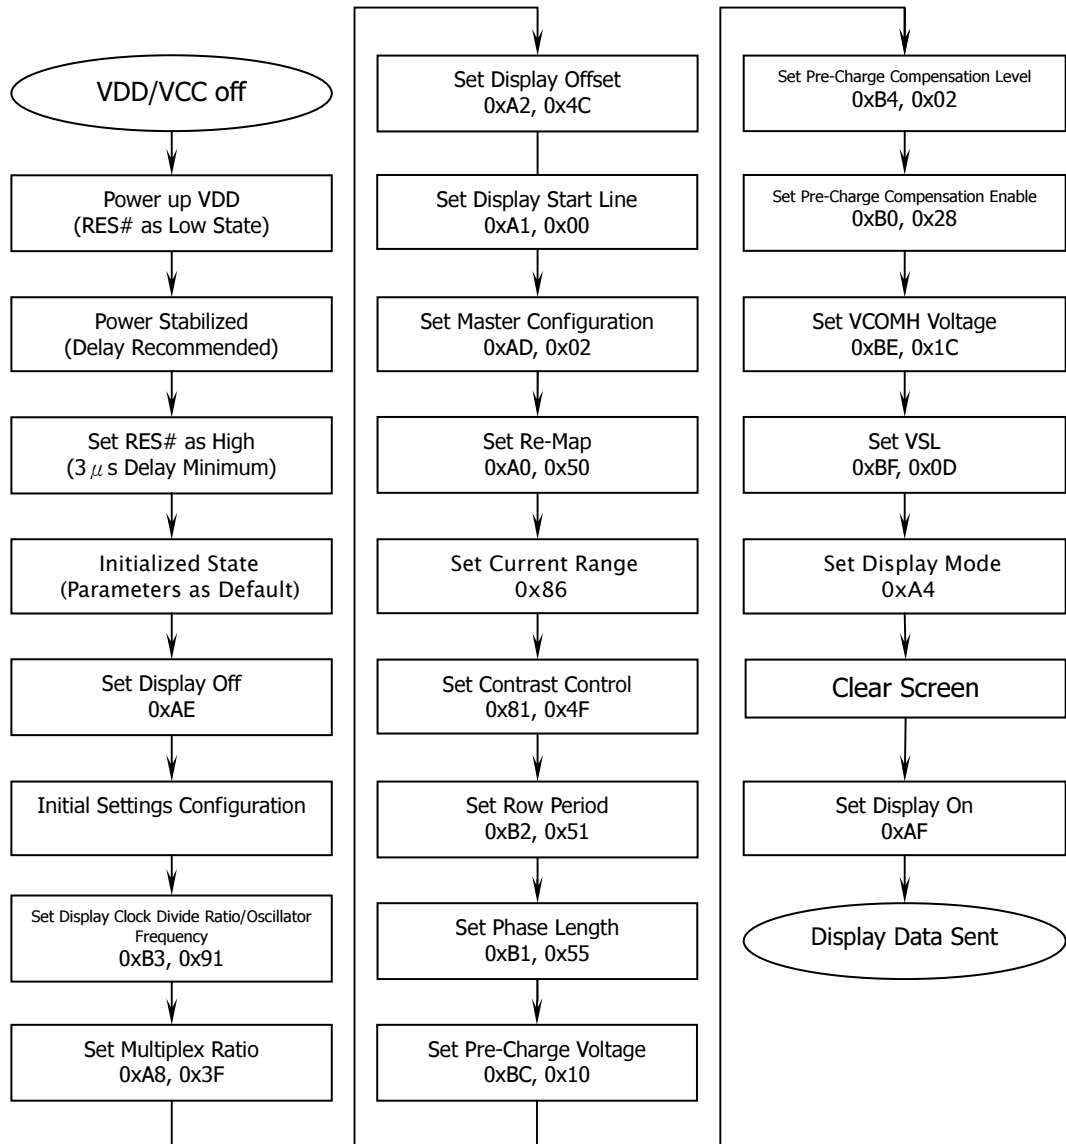 VDD/VCC off
Power up VDD
(RES# as Low State)
Power Stabilized
(Delay Recommended)
Set RES# as High
(3μs Delay Minimum)
Initialized State
(Parameters as Default)
Set Display Off
0xAE
Initial Settings Configuration
Set Display Clock Divide Ratio/Oscillator
Frequency
0xB3, 0x91
Set Multiplex Ratio
0xA8, 0x3F
Set Display Offset
0xA2, 0x4C
Set Display Start Line
0xA1, 0x00
Set Master Configuration
0xAD, 0x02
Set Re-Map
0xA0, 0x50
Set Current Range
0x86
Set Contrast Control
0x81, 0x4F
Set Row Period
0xB2, 0x51
Set Phase Length
0xB1, 0x55
Set Pre-Charge Voltage
0xBC, 0x10
Set Pre-Charge Compensation Level
0xB4, 0x02
Set Pre-Charge Compensation Enable
0xB0, 0x28
Set VCOMH Voltage
0xBE, 0x1C
Set VSL
0xBF, 0x0D
Set Display Mode
0xA4
Clear Screen
Set Display On
0xAF
Display Data Sent